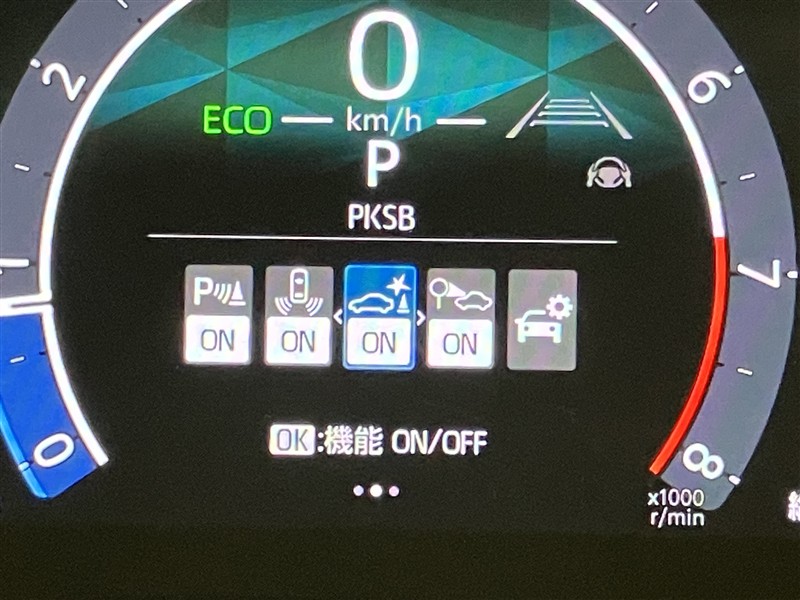 0
2
6
ECO
km/h
P
PKSB
1
7
P
ON
ON
ON
ON
OK:機能 ON/OFF
0
8
x1000
r/min